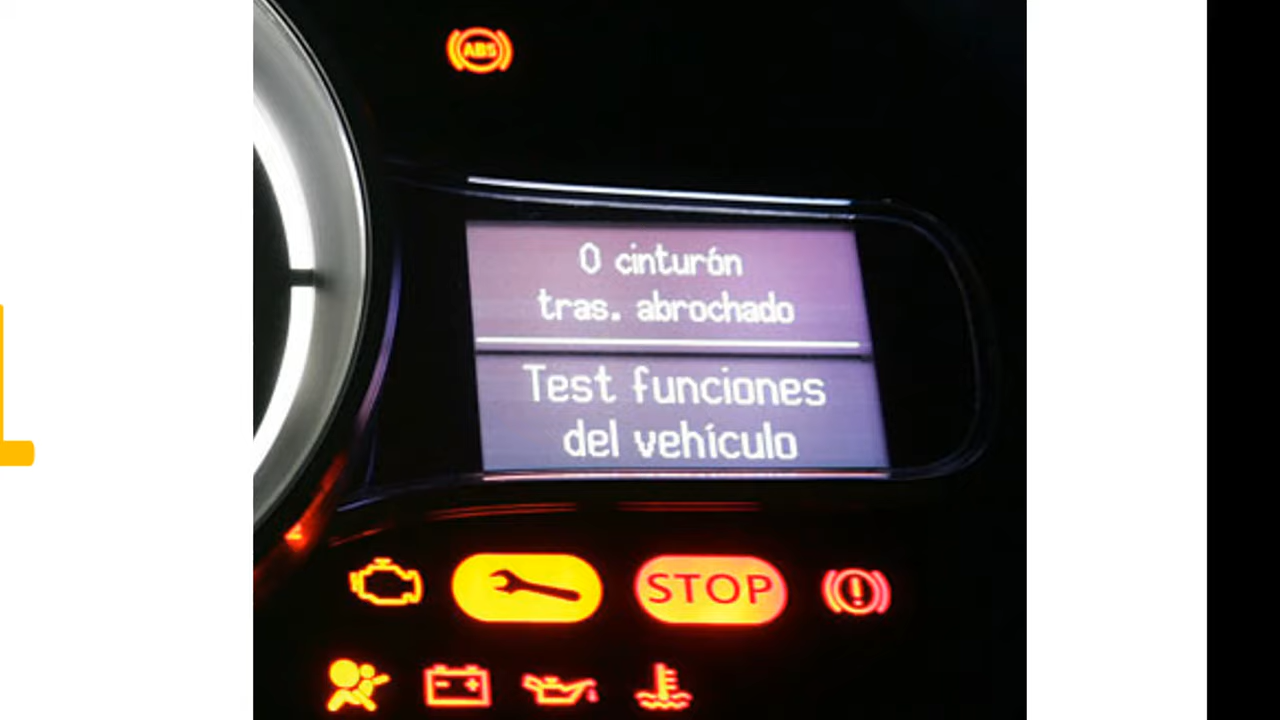 ABS
0 cinturón
tras. abrochado
Test funciones
del vehículo
STOP